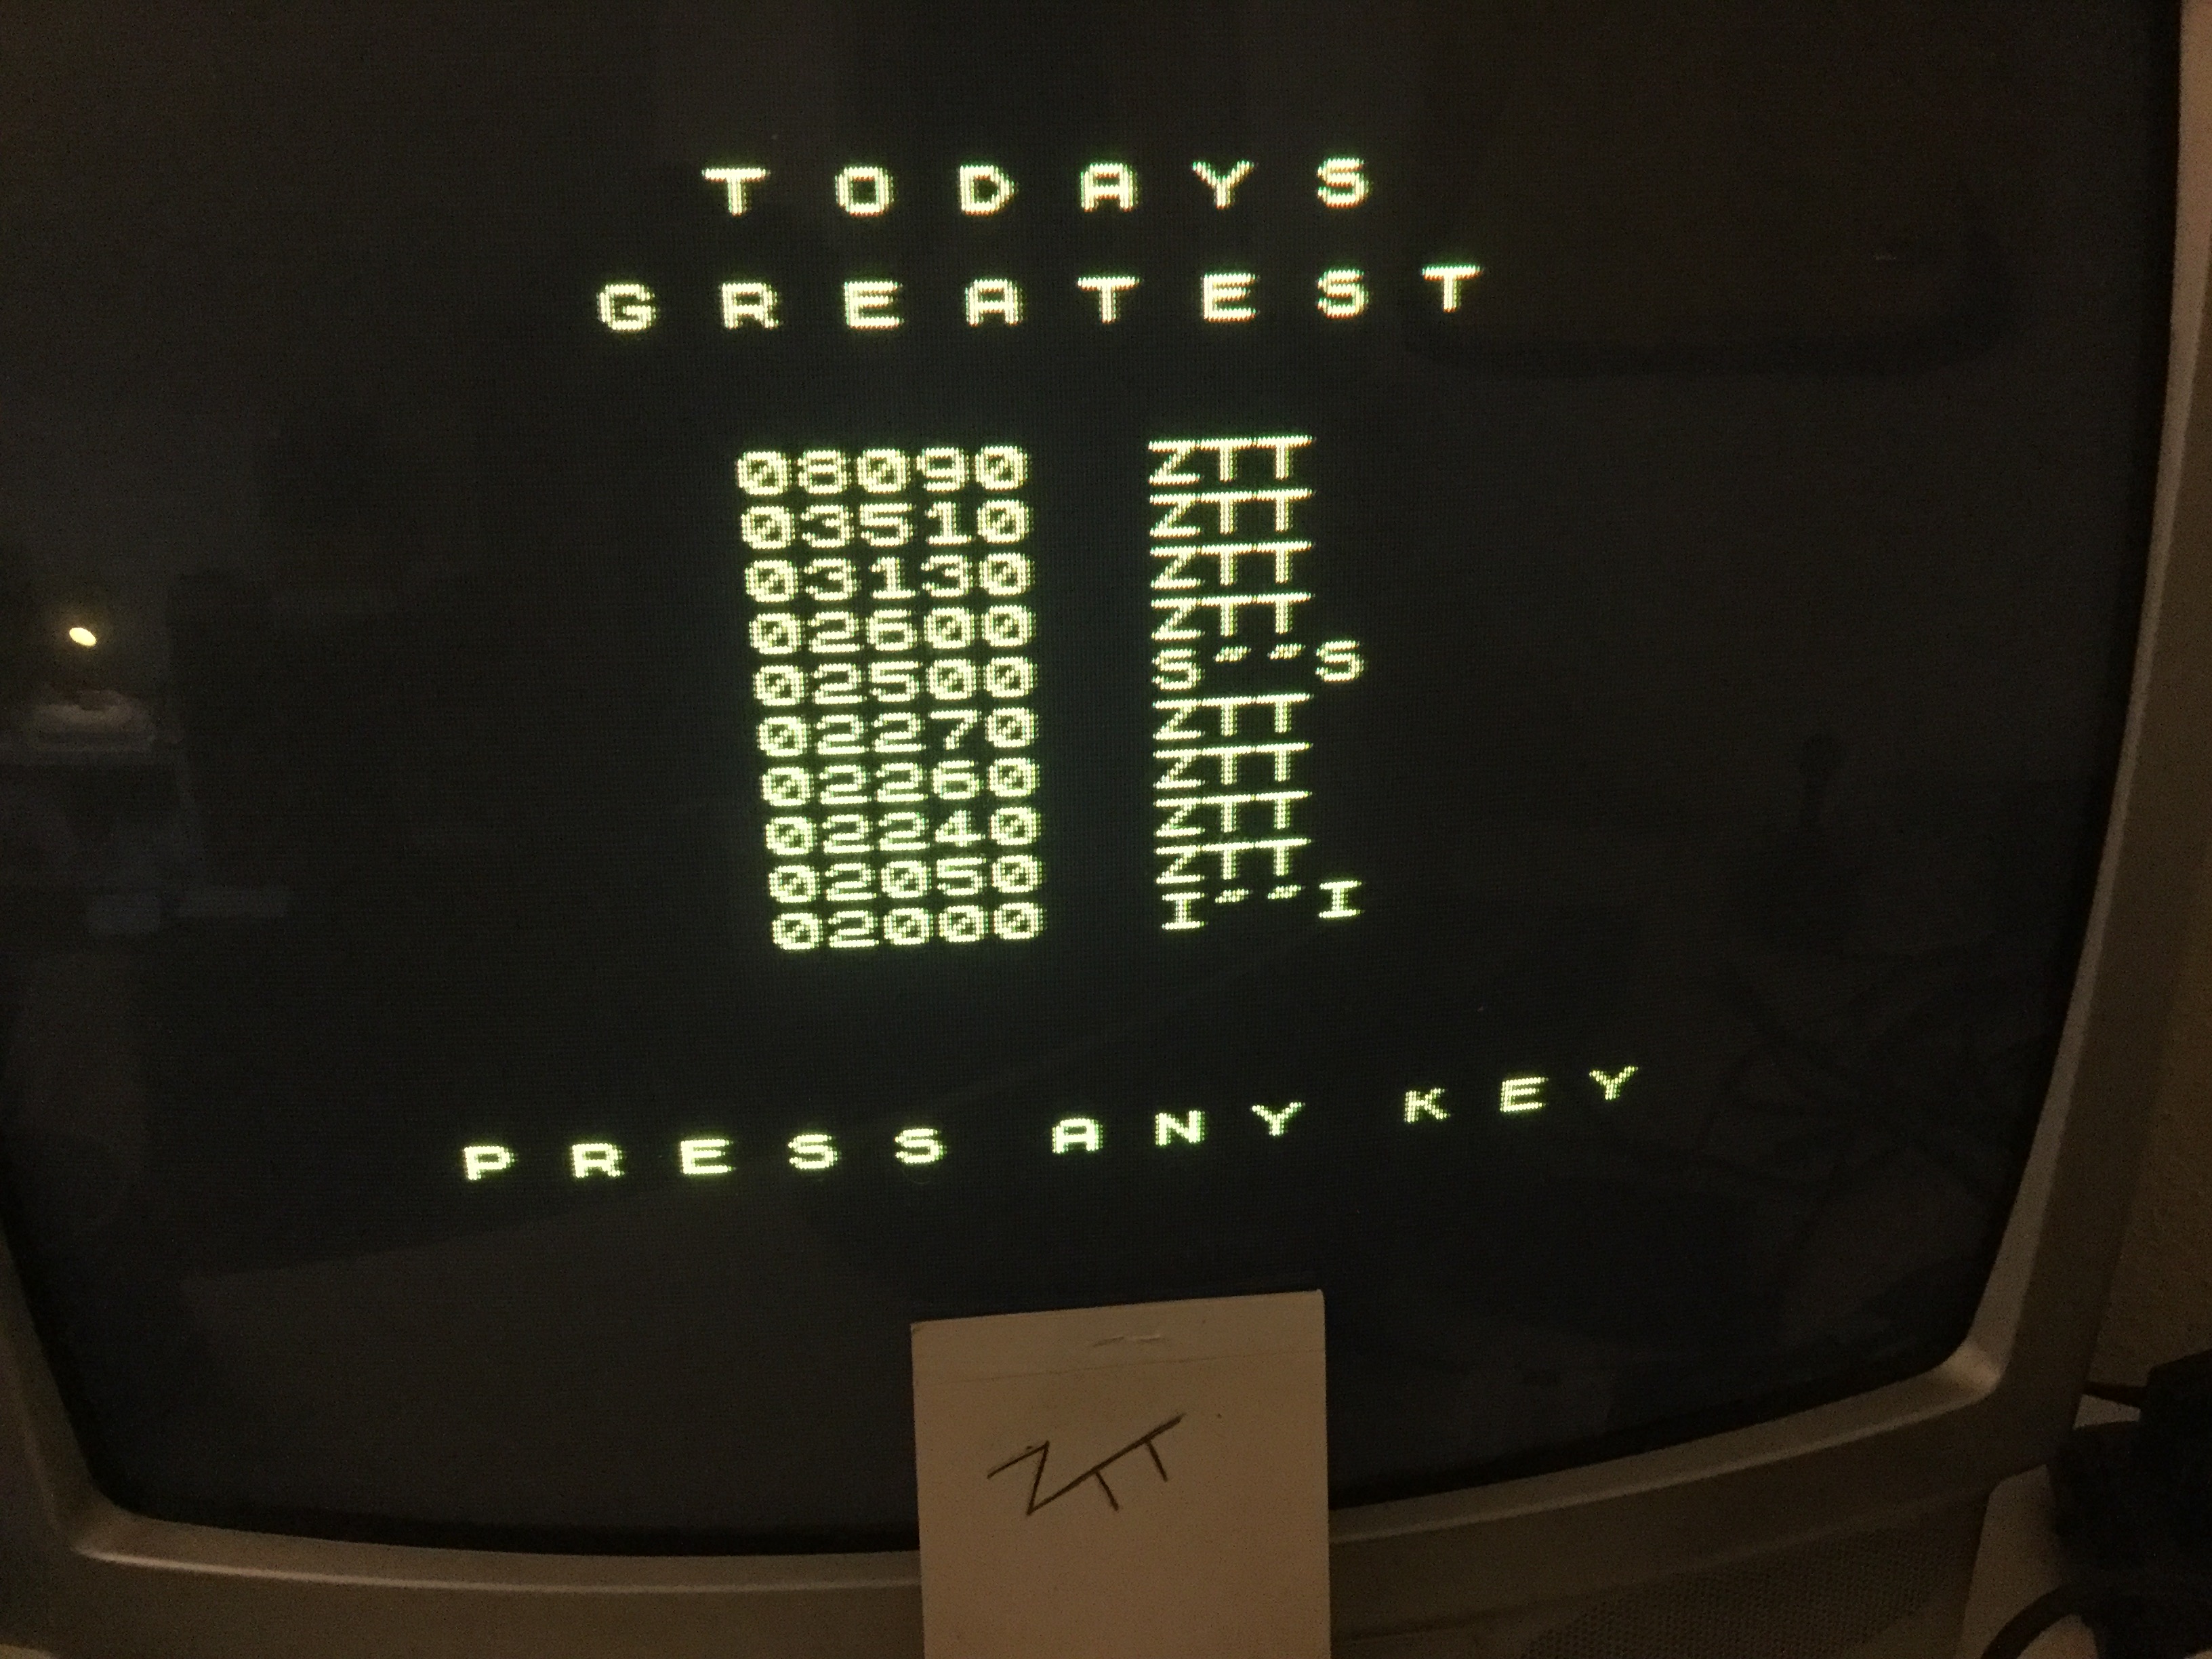 TODAYS
GREATEST
08090 ZTT
03510 ZTT
03130 ZTT
02600 ZTT
02500 S--S
02270 ZTT
02260 ZTT
02240 ZTT
02050 ZTT
02000 I--I
PRESS ANY KEY
ZTT